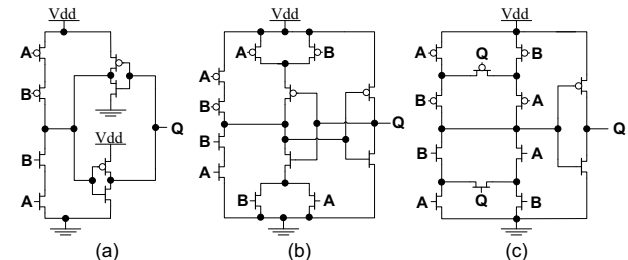 Vdd Vdd Vdd
A A B A Q B
A
B B B A
Q Q Q
Vdd
B B B A
A A
B A A Q B
(a) (b) (c)